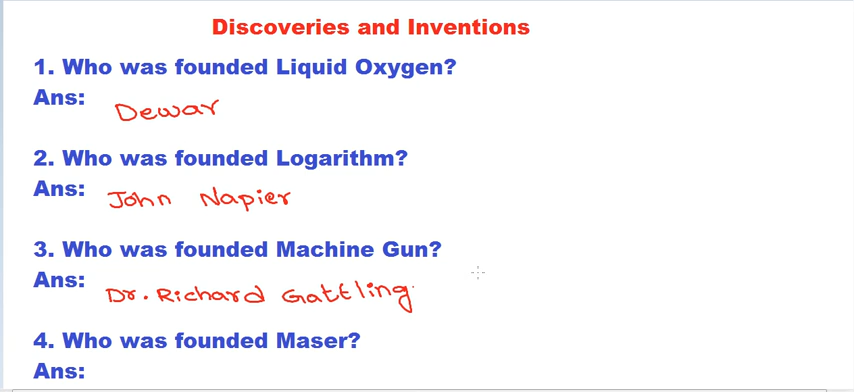 Discoveries and Inventions
1. Who was founded Liquid Oxygen?
Ans: Dewar
2. Who was founded Logarithm?
Ans: John Napier
3. Who was founded Machine Gun?
Ans: Dr. Richard Gattling
4. Who was founded Maser?
Ans: